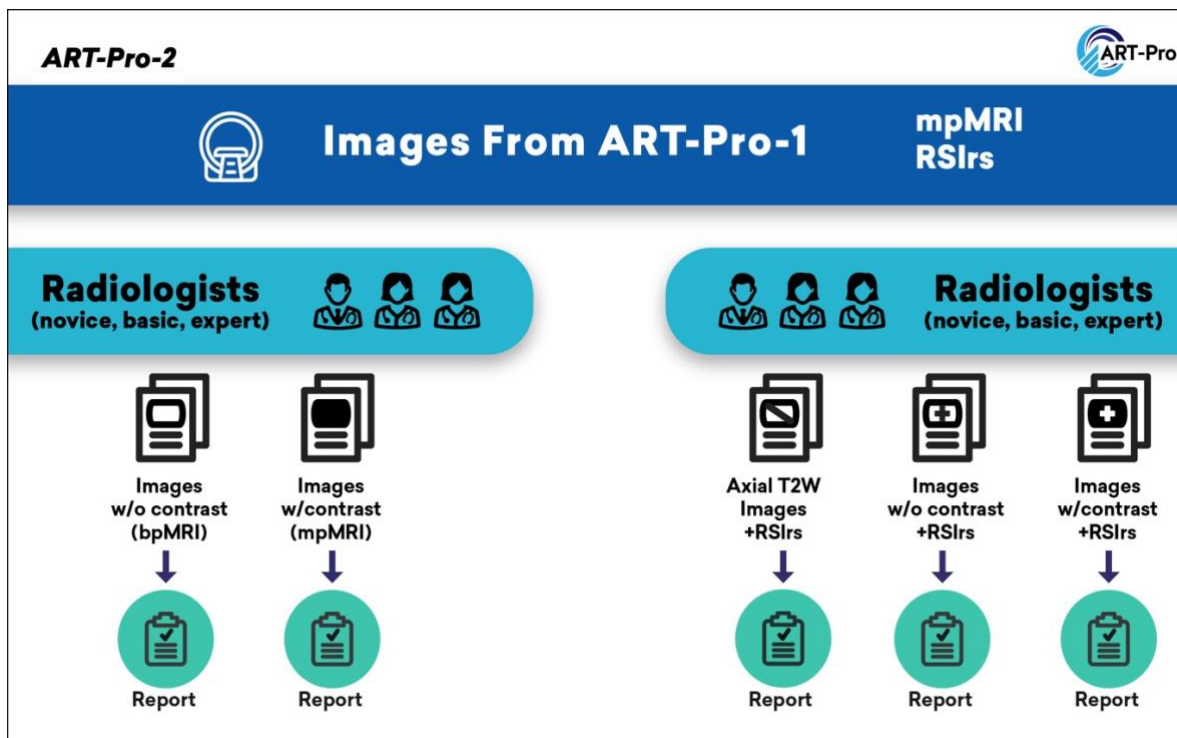 ART-Pro-2
ART-Pro
Images From ART-Pro-1
mpMRI
RSIrs
Radiologists
(novice, basic, expert)
Radiologists
(novice, basic, expert)
Images
w/o contrast
(bpMRI)
Images
w/contrast
(mpMRI)
Axial T2W
Images
+RSIrs
Images
w/o contrast
+RSIrs
Images
w/contrast
+RSIrs
Report
Report
Report
Report
Report